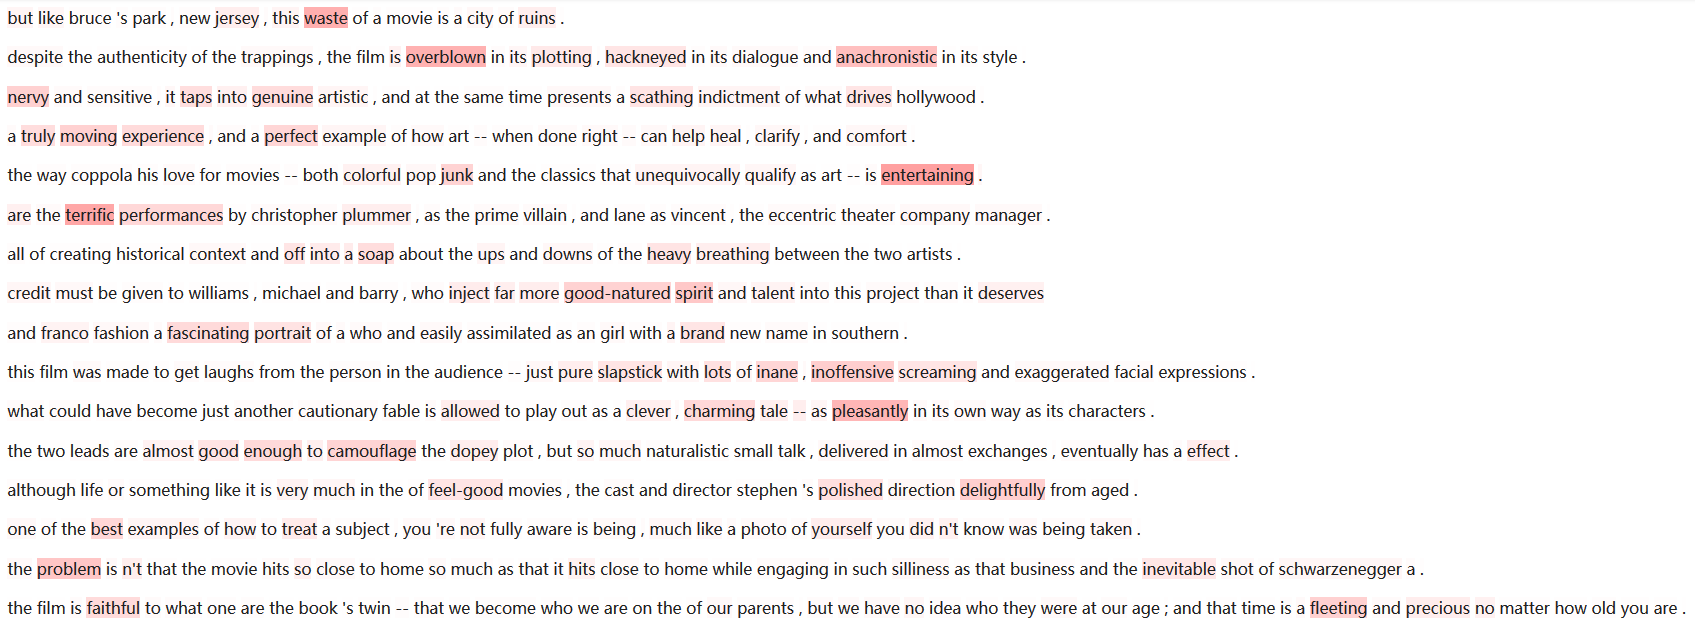 but like bruce 's park , new jersey , this waste of a movie is a city of ruins .
despite the authenticity of the trappings , the film is overblown in its plotting , hackneyed in its dialogue and anachronistic in its style .
nervy and sensitive , it taps into genuine artistic , and at the same time presents a scathing indictment of what drives hollywood .
a truly moving experience , and a perfect example of how art -- when done right -- can help heal , clarify , and comfort .
the way coppola his love for movies -- both colorful pop junk and the classics that unequivocally qualify as art -- is entertaining .
are the terrific performances by christopher plummer , as the prime villain , and lane as vincent , the eccentric theater company manager .
all of creating historical context and off into a soap about the ups and downs of the heavy breathing between the two artists .
credit must be given to williams , michael and barry , who inject far more good-natured spirit and talent into this project than it deserves
and franco fashion a fascinating portrait of a who and easily assimilated as an girl with a brand new name in southern .
this film was made to get laughs from the person in the audience -- just pure slapstick with lots of inane , inoffensive screaming and exaggerated facial expressions .
what could have become just another cautionary fable is allowed to play out as a clever , charming tale -- as pleasantly in its own way as its characters .
the two leads are almost good enough to camouflage the dopey plot , but so much naturalistic small talk , delivered in almost exchanges , eventually has a effect .
although life or something like it is very much in the of feel-good movies , the cast and director stephen 's polished direction delightfully from aged .
one of the best examples of how to treat a subject , you 're not fully aware is being , much like a photo of yourself you did n't know was being taken .
the problem is n't that the movie hits so close to home so much as that it hits close to home while engaging in such silliness as that business and the inevitable shot of schwarzenegger a .
the film is faithful to what one are the book 's twin -- that we become who we are on the of our parents , but we have no idea who they were at our age ; and that time is a fleeting and precious no matter how old you are .